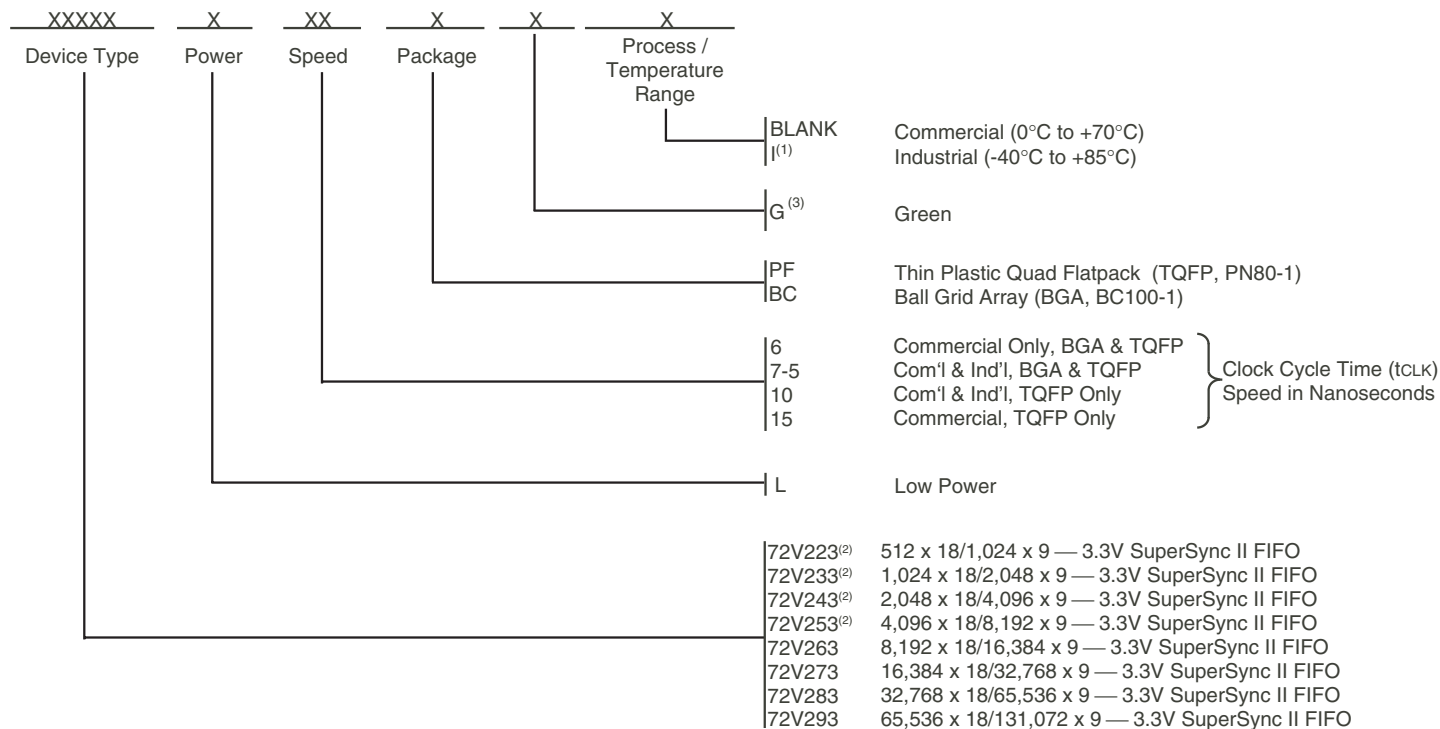 XXXXX X XX X X X
Device Type Power Speed Package Process /
Temperature
Range
BLANK Commercial (0°C to +70°C)
I(1) Industrial (-40°C to +85°C)
G (3) Green
PF Thin Plastic Quad Flatpack (TQFP, PN80-1)
BC Ball Grid Array (BGA, BC100-1)
6 Commercial Only, BGA & TQFP
7-5 Com‘l & Ind’l, BGA & TQFP
10 Com‘l & Ind’l, TQFP Only
15 Commercial, TQFP Only
Clock Cycle Time (tCLK)
Speed in Nanoseconds
L Low Power
72V223(2) 512 x 18/1,024 x 9 — 3.3V SuperSync II FIFO
72V233(2) 1,024 x 18/2,048 x 9 — 3.3V SuperSync II FIFO
72V243(2) 2,048 x 18/4,096 x 9 — 3.3V SuperSync II FIFO
72V253(2) 4,096 x 18/8,192 x 9 — 3.3V SuperSync II FIFO
72V263 8,192 x 18/16,384 x 9 — 3.3V SuperSync II FIFO
72V273 16,384 x 18/32,768 x 9 — 3.3V SuperSync II FIFO
72V283 32,768 x 18/65,536 x 9 — 3.3V SuperSync II FIFO
72V293 65,536 x 18/131,072 x 9 — 3.3V SuperSync II FIFO